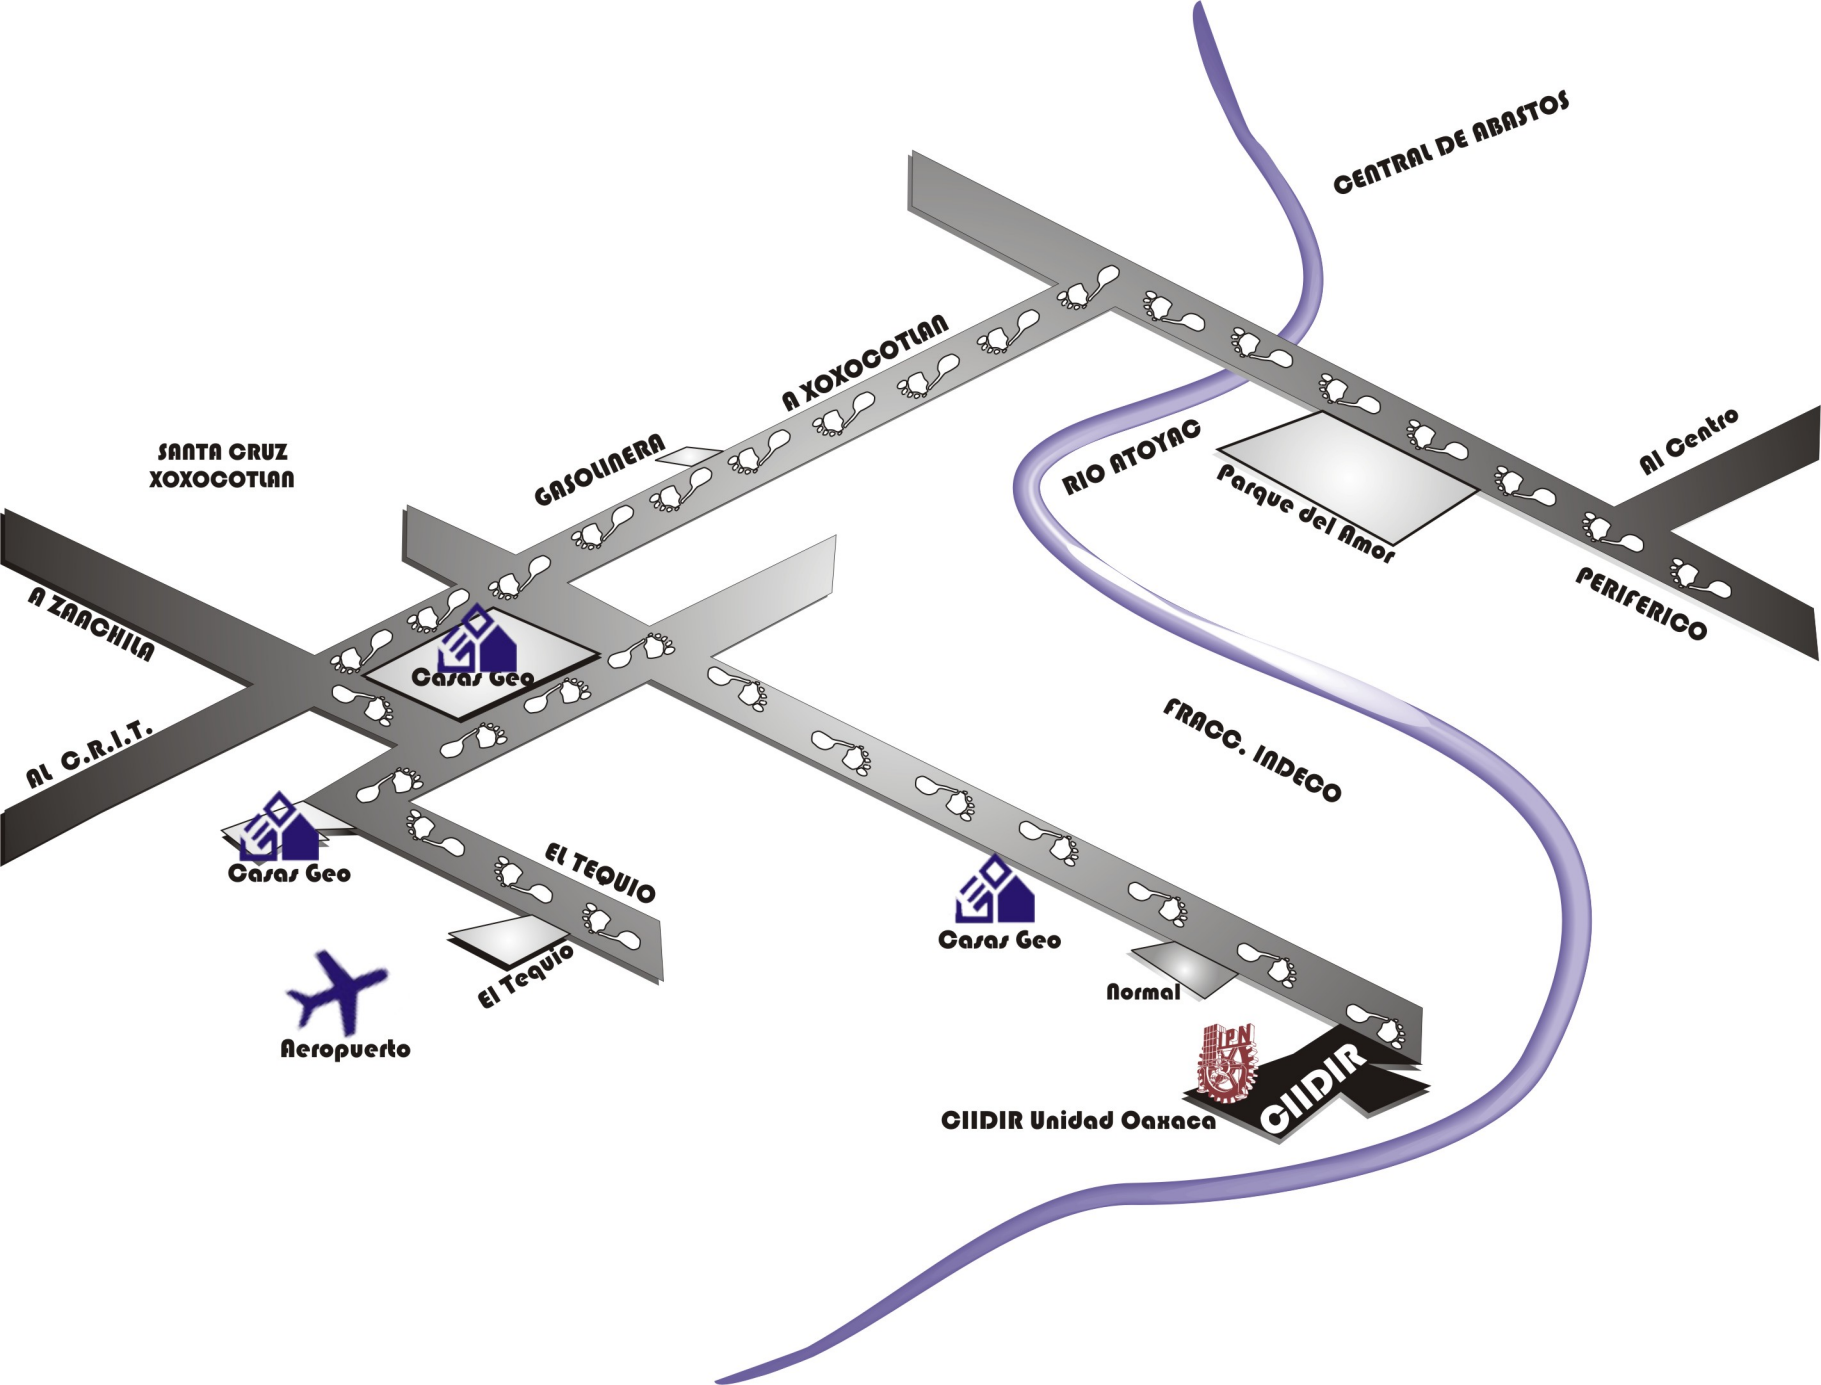 CENTRAL DE ABASTOS
A XOXOCOTLAN
Al Centro
RIO ATOYAC
GASOLINERA
SANTA CRUZ
XOXOCOTLAN
Parque del Amor
PERIFERICO
A ZAACHILA
Casas Geo
AL C.R.I.T.
FRACC. INDECO
Casas Geo
EL TEQUIO
Casas Geo
El Tequio
Normal
Aeropuerto
IPN
CIIDIR
CIIDIR Unidad Oaxaca